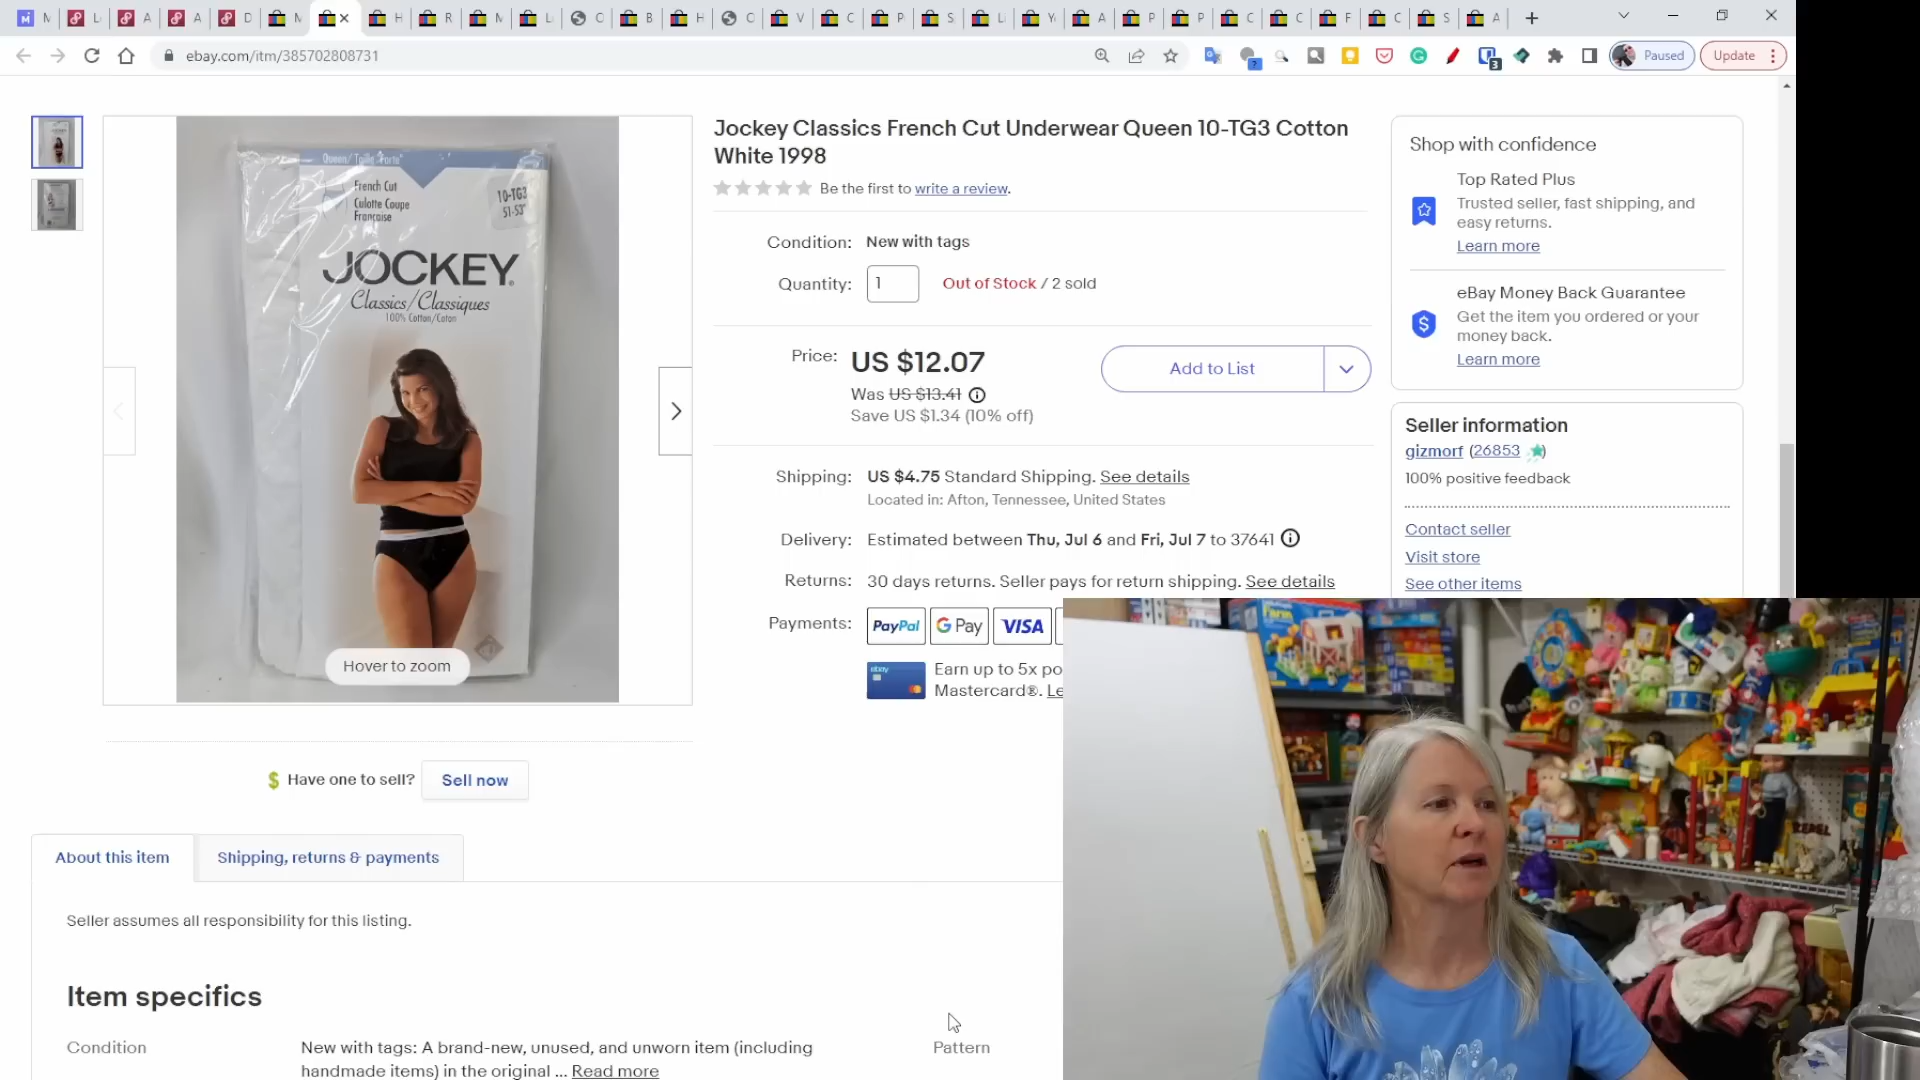 M
L
A
A
D
M
H
R
M
L
C
B
H
C
V
C
P
S
Li
Y
A
P
P
C
C
F
C
S
A
ebay.com/itm/385702808731
3
Paused
Update
Queen/Taille Forte
French Cut
Culotte Coupe
Française
10-TG3
51-53"
JOCKEY
Classics/Classiques
100% Cotton/Coton
Hover to zoom
Have one to sell?
Sell now
Jockey Classics French Cut Underwear Queen 10-TG3 Cotton
White 1998
Be the first to write a review.
Condition: New with tags
Quantity: 1 Out of Stock / 2 sold
Price: US $12.07
Was US $13.41
Save US $1.34 (10% off)
Add to List
Shipping: US $4.75 Standard Shipping. See details
Located in: Afton, Tennessee, United States
Delivery: Estimated between Thu, Jul 6 and Fri, Jul 7 to 37641
Returns: 30 days returns. Seller pays for return shipping. See details
Payments: PayPal G Pay VISA
ebay
Earn up to 5x po
Mastercard®. Le
Shop with confidence
Top Rated Plus
Trusted seller, fast shipping, and
easy returns.
Learn more
eBay Money Back Guarantee
Get the item you ordered or your
money back.
Learn more
Seller information
gizmorf (26853)
100% positive feedback
Contact seller
Visit store
See other items
About this item
Shipping, returns & payments
Seller assumes all responsibility for this listing.
Item specifics
Condition
New with tags: A brand-new, unused, and unworn item (including
handmade items) in the original ... Read more
Pattern